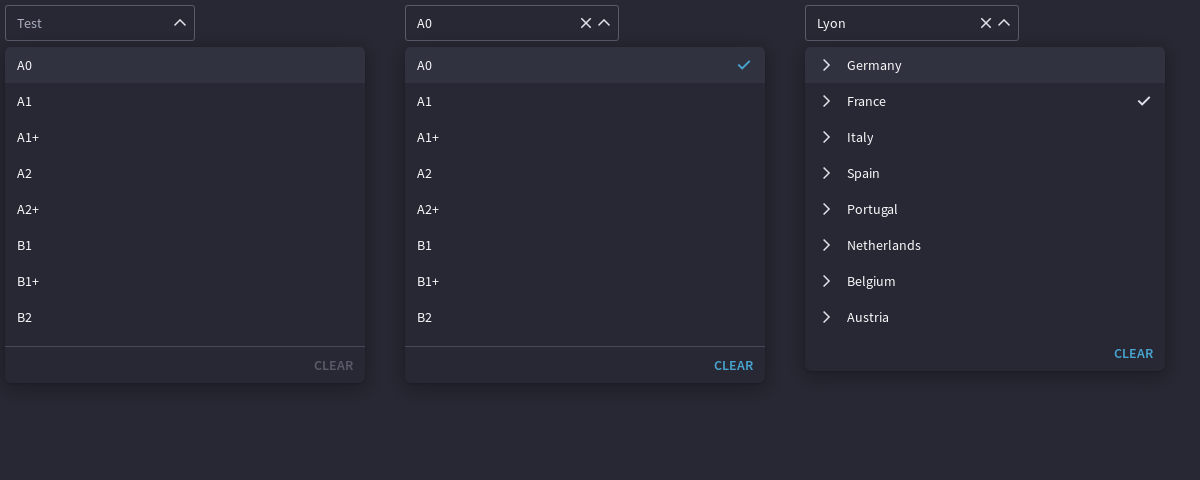 Test
A0
A1
A1+
A2
A2+
B1
B1+
B2
CLEAR
A0
A0
A1
A1+
A2
A2+
B1
B1+
B2
CLEAR
Lyon
Germany
France
Italy
Spain
Portugal
Netherlands
Belgium
Austria
CLEAR